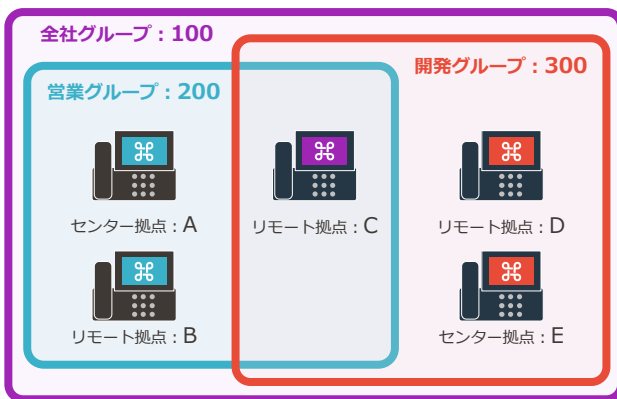 全社グループ：100
開発グループ：300
営業グループ：200
センター拠点：A
リモート拠点：C
リモート拠点：D
リモート拠点：B
センター拠点：E